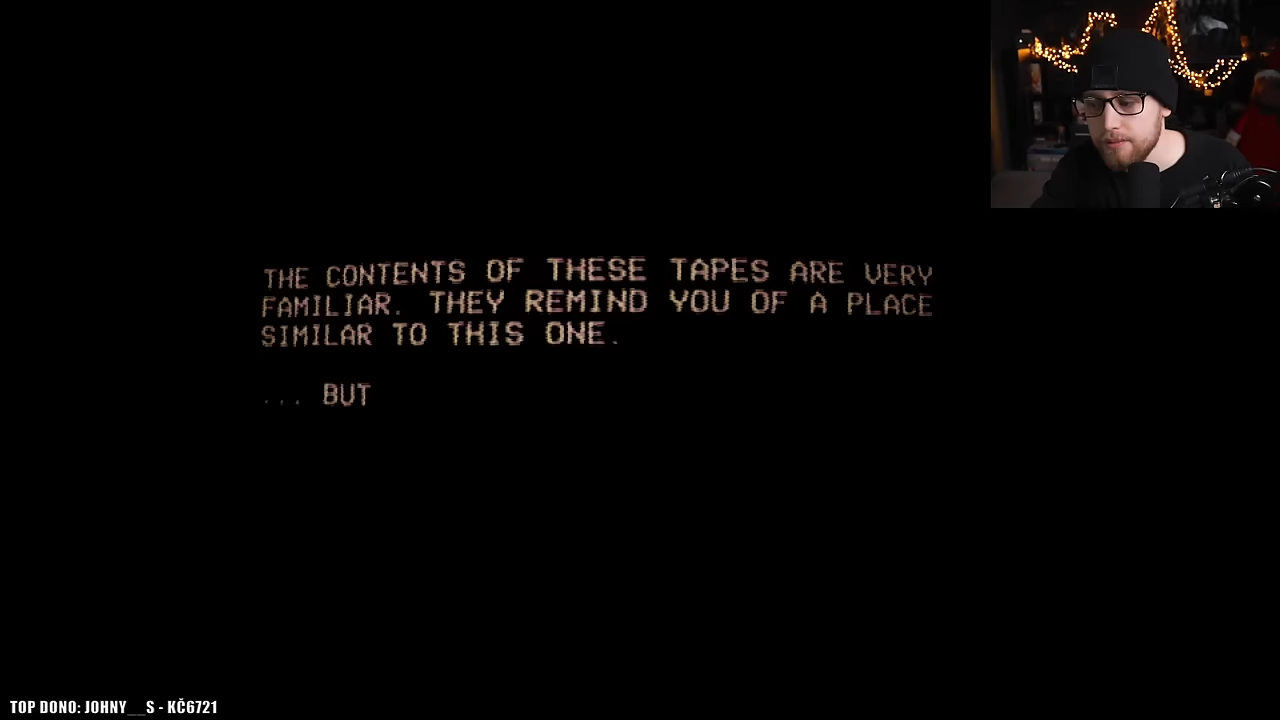 THE CONTENTS OF THESE TAPES ARE VERY
FAMILIAR. THEY REMIND YOU OF A PLACE
SIMILAR TO THIS ONE.
... BUT
TOP DONO: JOHNY__S - KČ6721